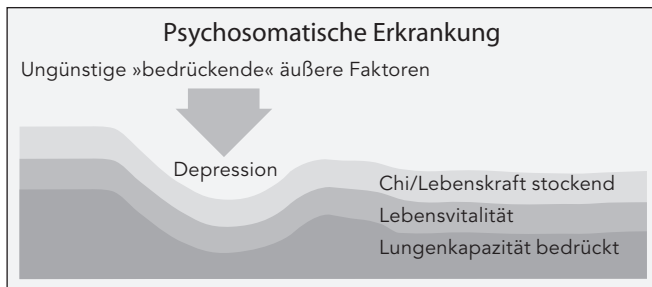 Psychosomatische Erkrankung
Ungünstige »bedrückende« äußere Faktoren
Depression
Chi/Lebenskraft stockend
Lebensvitalität
Lungenkapazität bedrückt